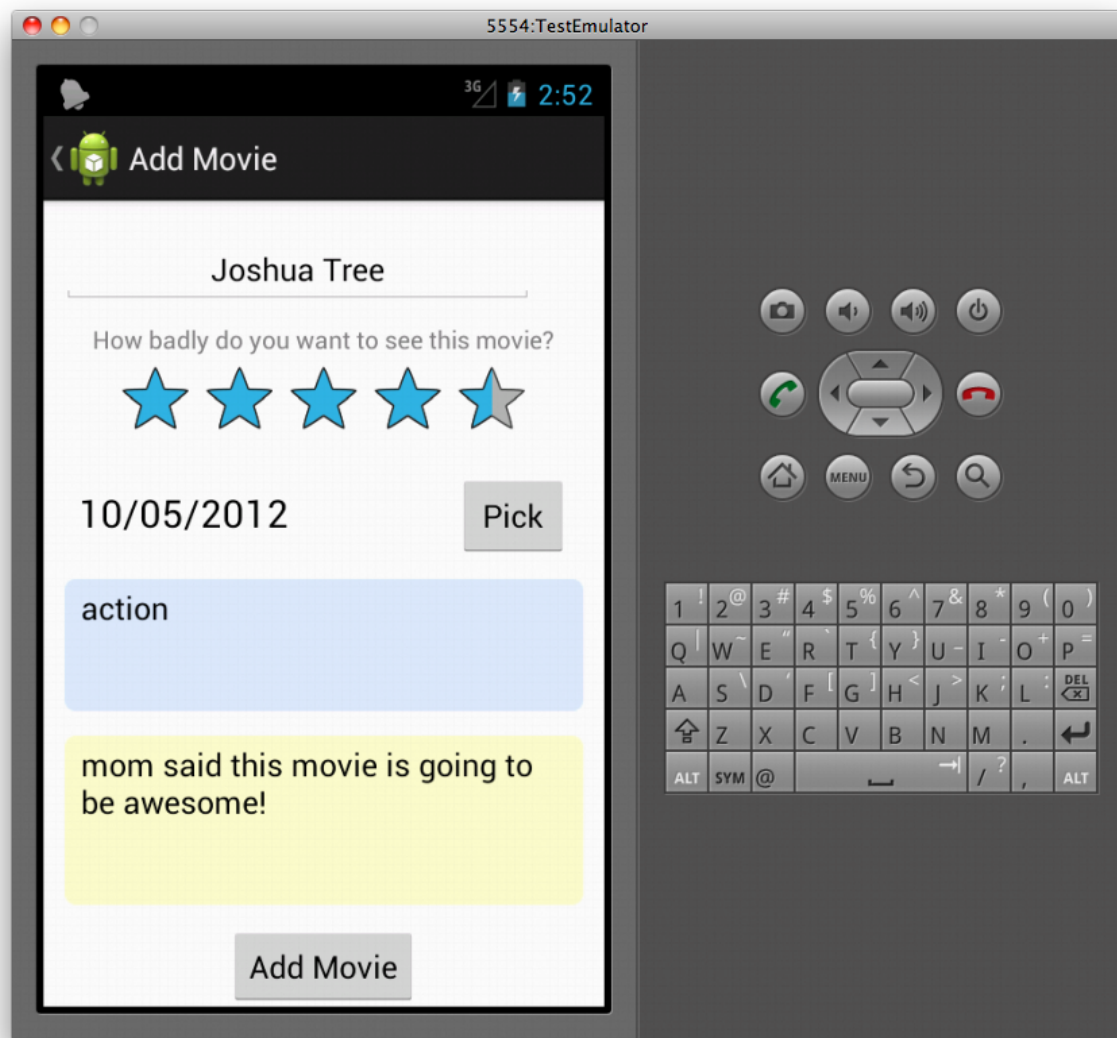 5554:TestEmulator
3G 2:52
Add Movie
Joshua Tree
How badly do you want to see this movie?
10/05/2012 Pick
action
mom said this movie is going to
be awesome!
Add Movie
MENU
1 ! 2 @ 3 # 4 $ 5 % 6 ^ 7 & 8 * 9 ( 0 )
Q | W ~ E " R ` T { Y } U _ I - O + P =
A S \ D ' F [ G ] H < J > K ; L : DEL
Z X C V B N M .
ALT SYM @ / ? , ALT